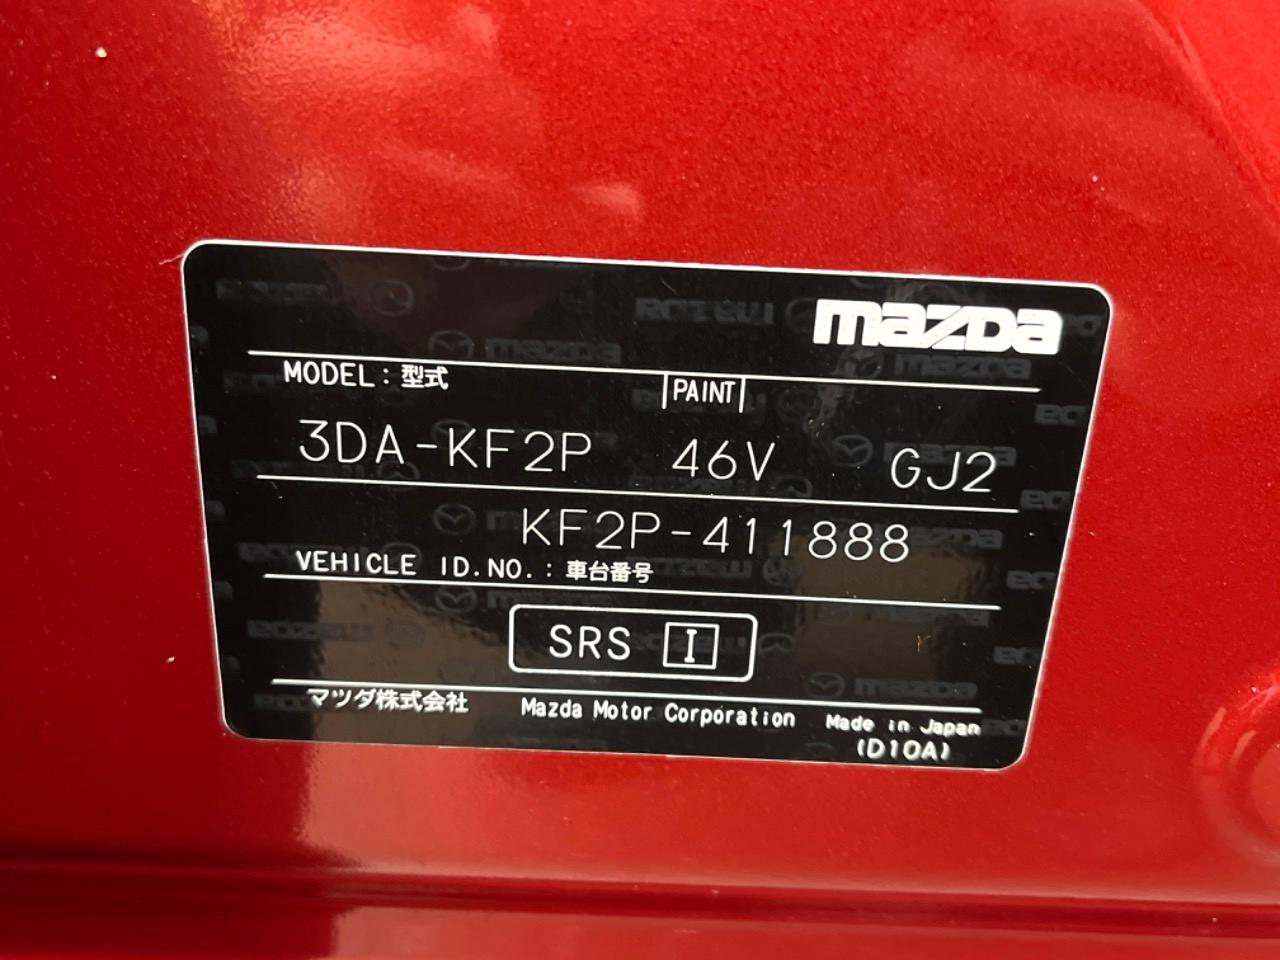 mazda
MODEL：型式 PAINT
3DA-KF2P 46V GJ2
KF2P-411888
VEHICLE ID.NO.：車台番号
SRS I
マツダ株式会社 Mazda Motor Corporation Made in Japan
(D10A)